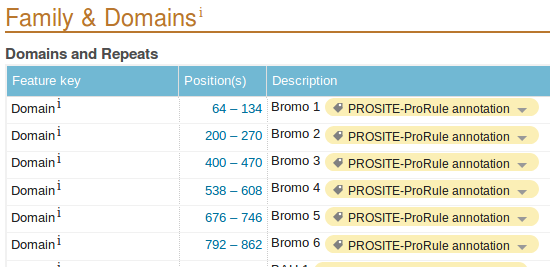 Family & Domains i
Domains and Repeats
Feature key Position(s) Description
Domain i 64 – 134 Bromo 1 PROSITE-ProRule annotation
Domain i 200 – 270 Bromo 2 PROSITE-ProRule annotation
Domain i 400 – 470 Bromo 3 PROSITE-ProRule annotation
Domain i 538 – 608 Bromo 4 PROSITE-ProRule annotation
Domain i 676 – 746 Bromo 5 PROSITE-ProRule annotation
Domain i 792 – 862 Bromo 6 PROSITE-ProRule annotation